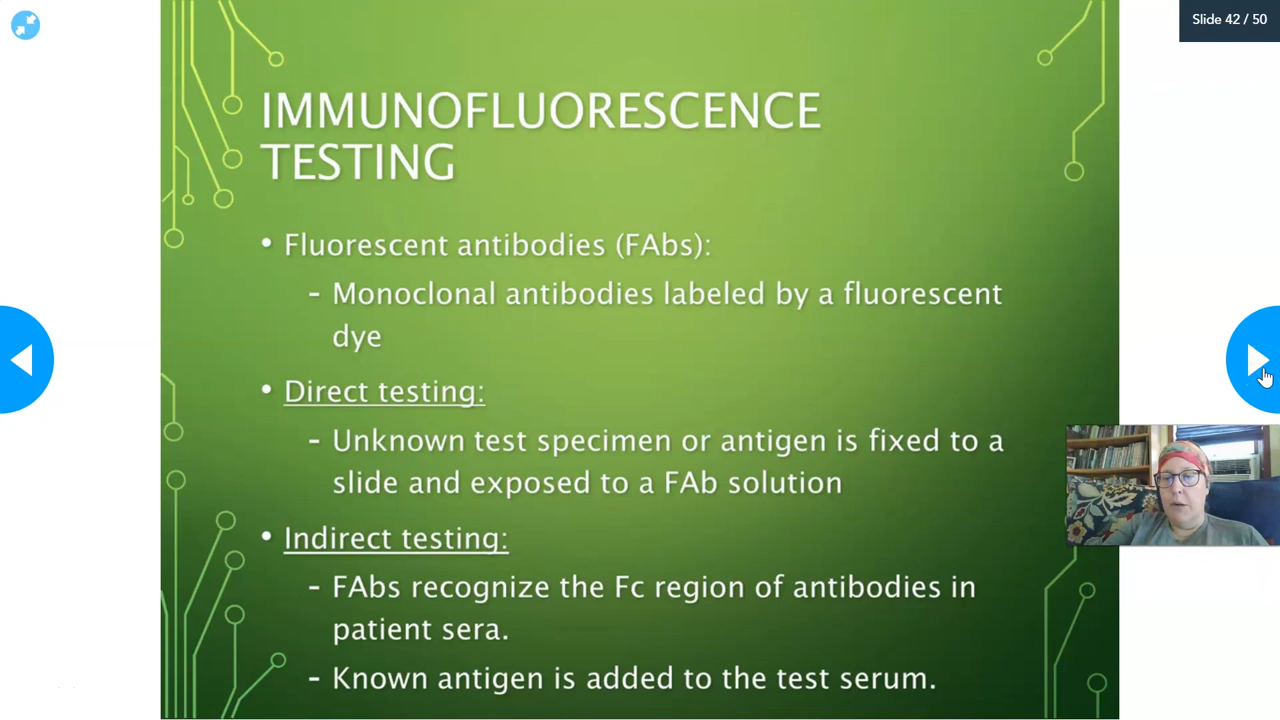 Slide 42 / 50
IMMUNOFLUORESCENCE
TESTING
• Fluorescent antibodies (FAbs):
- Monoclonal antibodies labeled by a fluorescent
dye
• Direct testing:
- Unknown test specimen or antigen is fixed to a
slide and exposed to a FAb solution
• Indirect testing:
- FAbs recognize the Fc region of antibodies in
patient sera.
- Known antigen is added to the test serum.